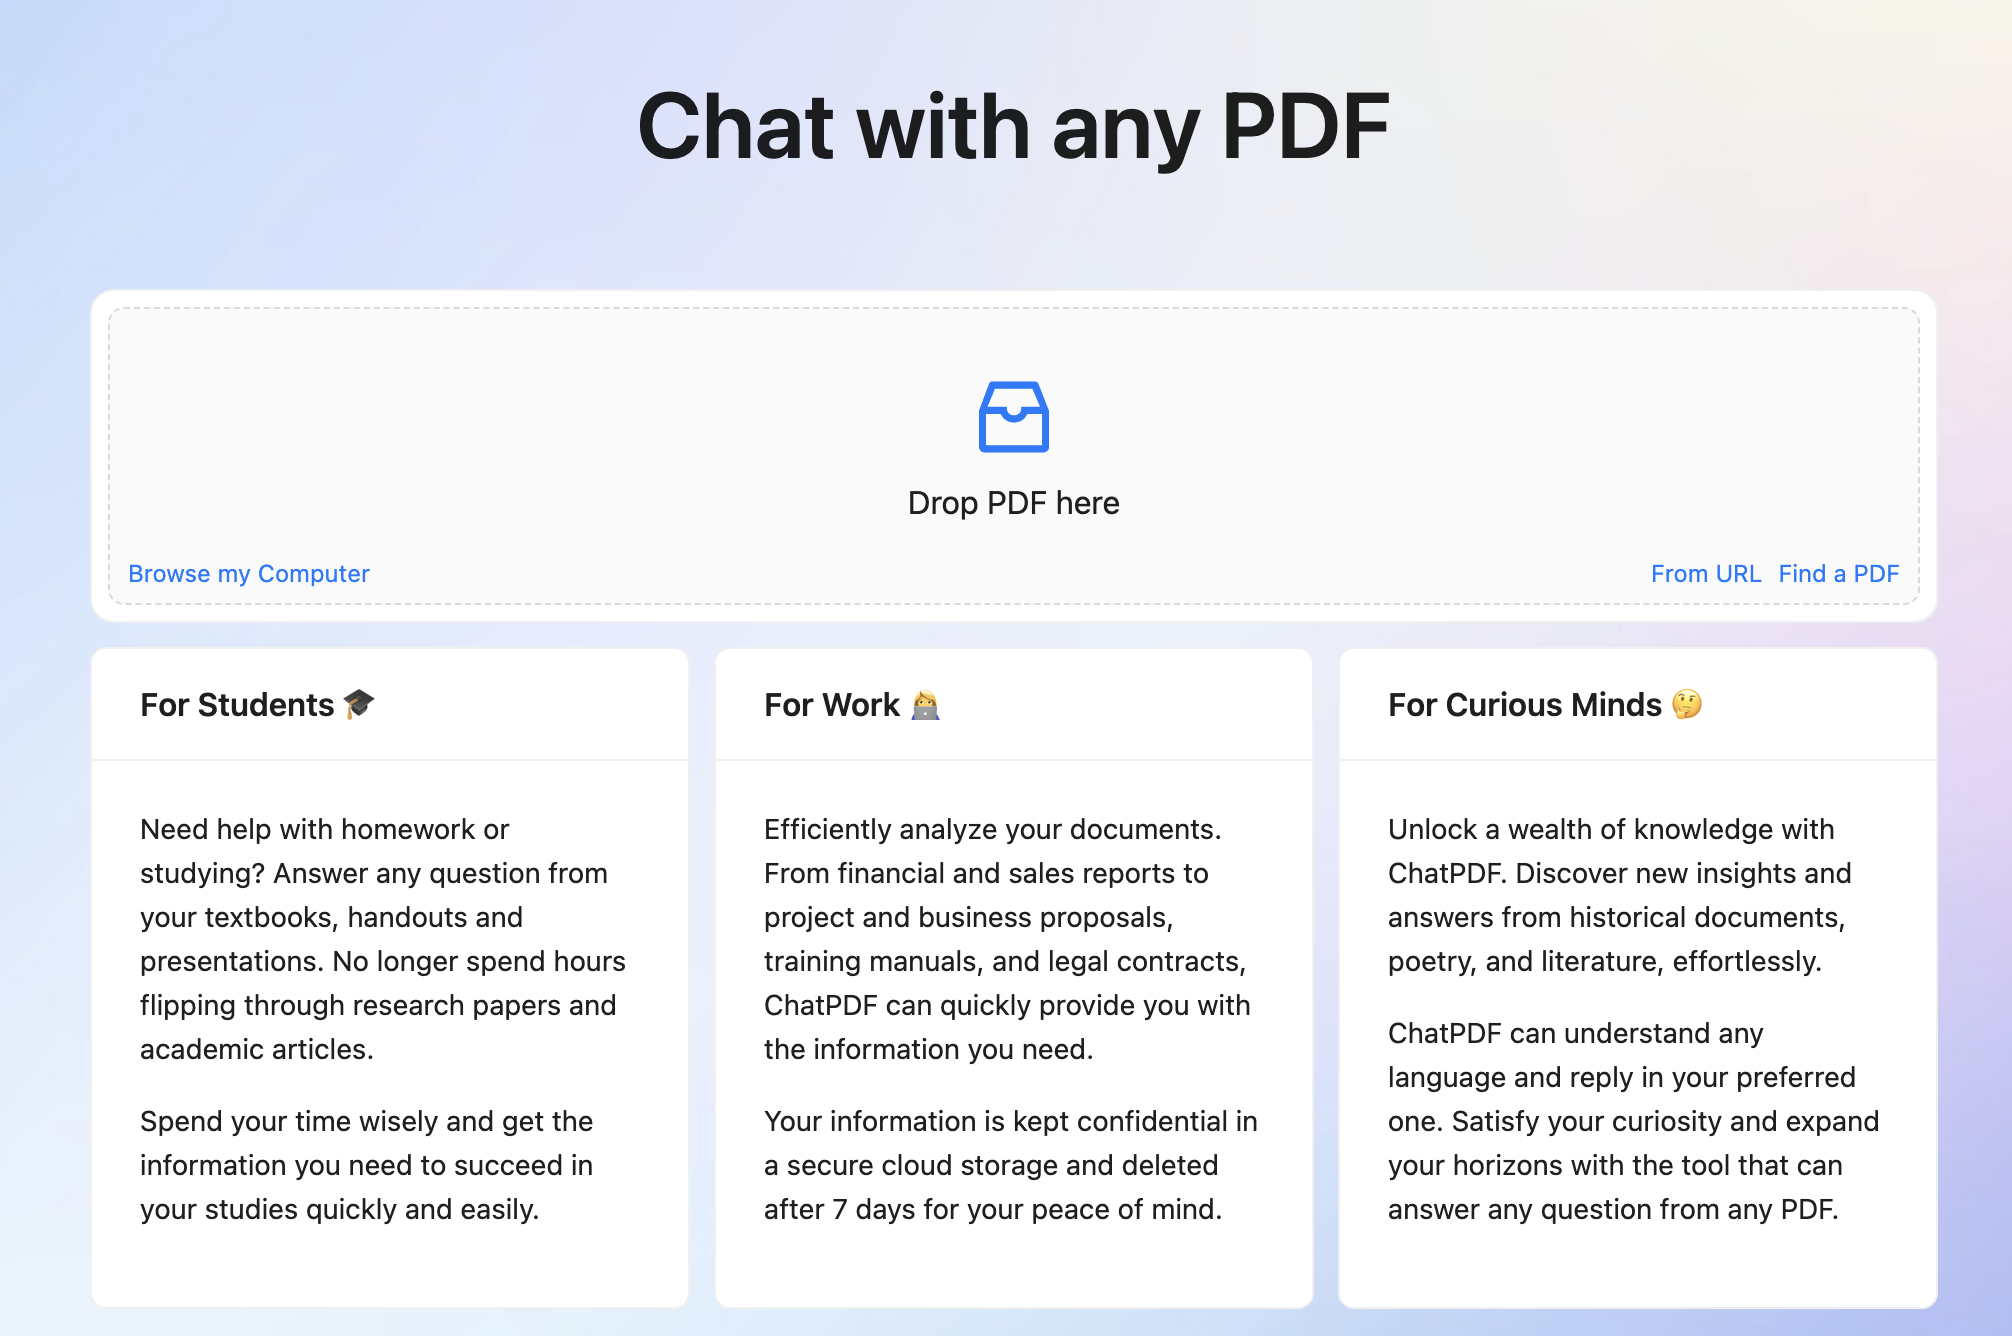 Chat with any PDF
Drop PDF here
Browse my Computer
From URL Find a PDF
For Students 🎓
Need help with homework or
studying? Answer any question from
your textbooks, handouts and
presentations. No longer spend hours
flipping through research papers and
academic articles.
Spend your time wisely and get the
information you need to succeed in
your studies quickly and easily.
For Work 👩‍💻
Efficiently analyze your documents.
From financial and sales reports to
project and business proposals,
training manuals, and legal contracts,
ChatPDF can quickly provide you with
the information you need.
Your information is kept confidential in
a secure cloud storage and deleted
after 7 days for your peace of mind.
For Curious Minds 🤔
Unlock a wealth of knowledge with
ChatPDF. Discover new insights and
answers from historical documents,
poetry, and literature, effortlessly.
ChatPDF can understand any
language and reply in your preferred
one. Satisfy your curiosity and expand
your horizons with the tool that can
answer any question from any PDF.